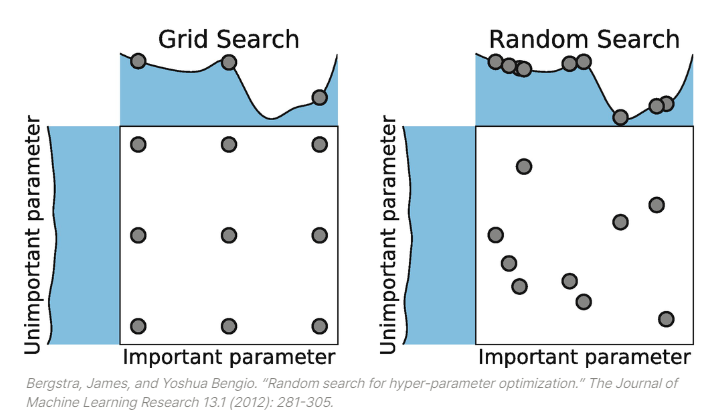 Grid Search
Random Search
Unimportant parameter
Important parameter
Unimportant parameter
Important parameter
Bergstra, James, and Yoshua Bengio. “Random search for hyper-parameter optimization.” The Journal of
Machine Learning Research 13.1 (2012): 281-305.